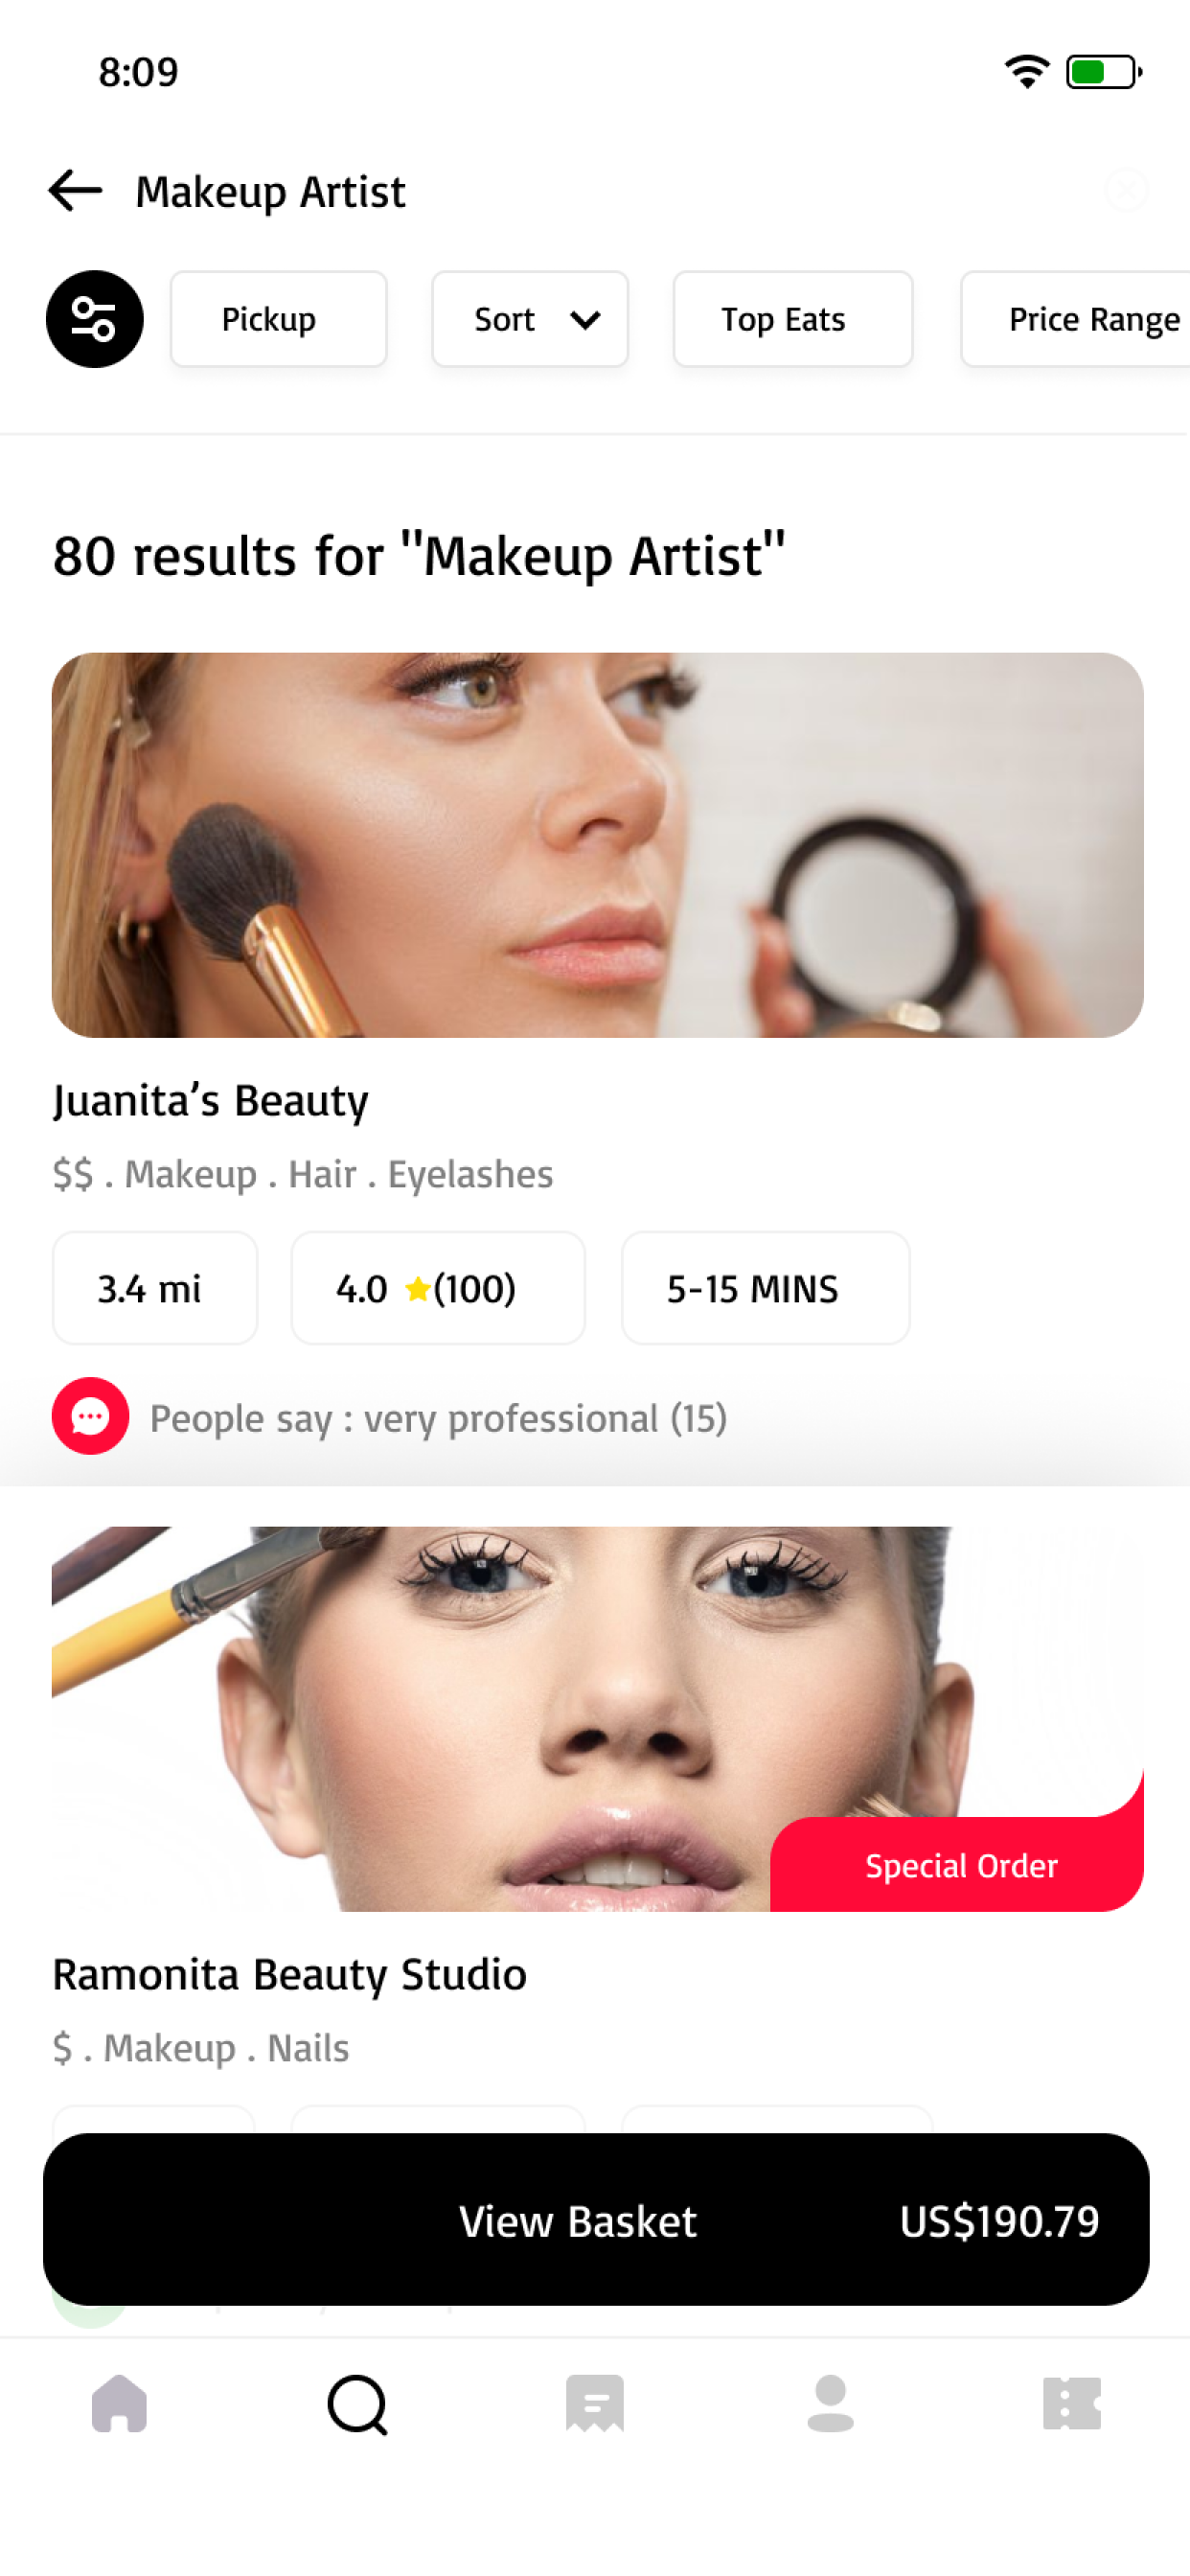 8:09
Makeup Artist
Pickup
Sort
Top Eats
Price Range
80 results for "Makeup Artist"
Juanita’s Beauty
$$ . Makeup . Hair . Eyelashes
3.4 mi
4.0 (100)
5-15 MINS
People say : very professional (15)
Special Order
Ramonita Beauty Studio
$ . Makeup . Nails
View Basket
US$190.79